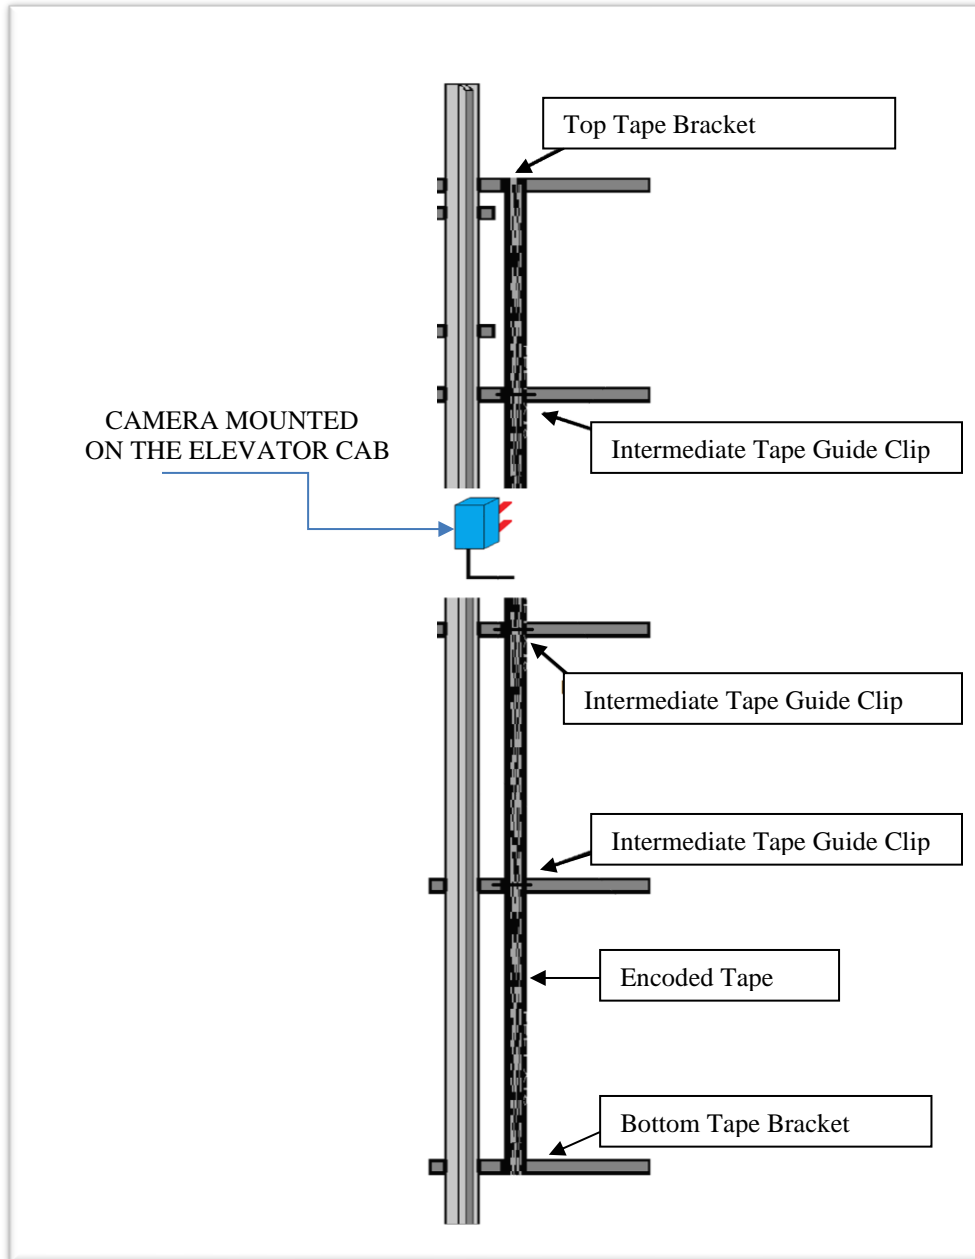 Top Tape Bracket
CAMERA MOUNTED
ON THE ELEVATOR CAB
Intermediate Tape Guide Clip
Intermediate Tape Guide Clip
Intermediate Tape Guide Clip
Encoded Tape
Bottom Tape Bracket